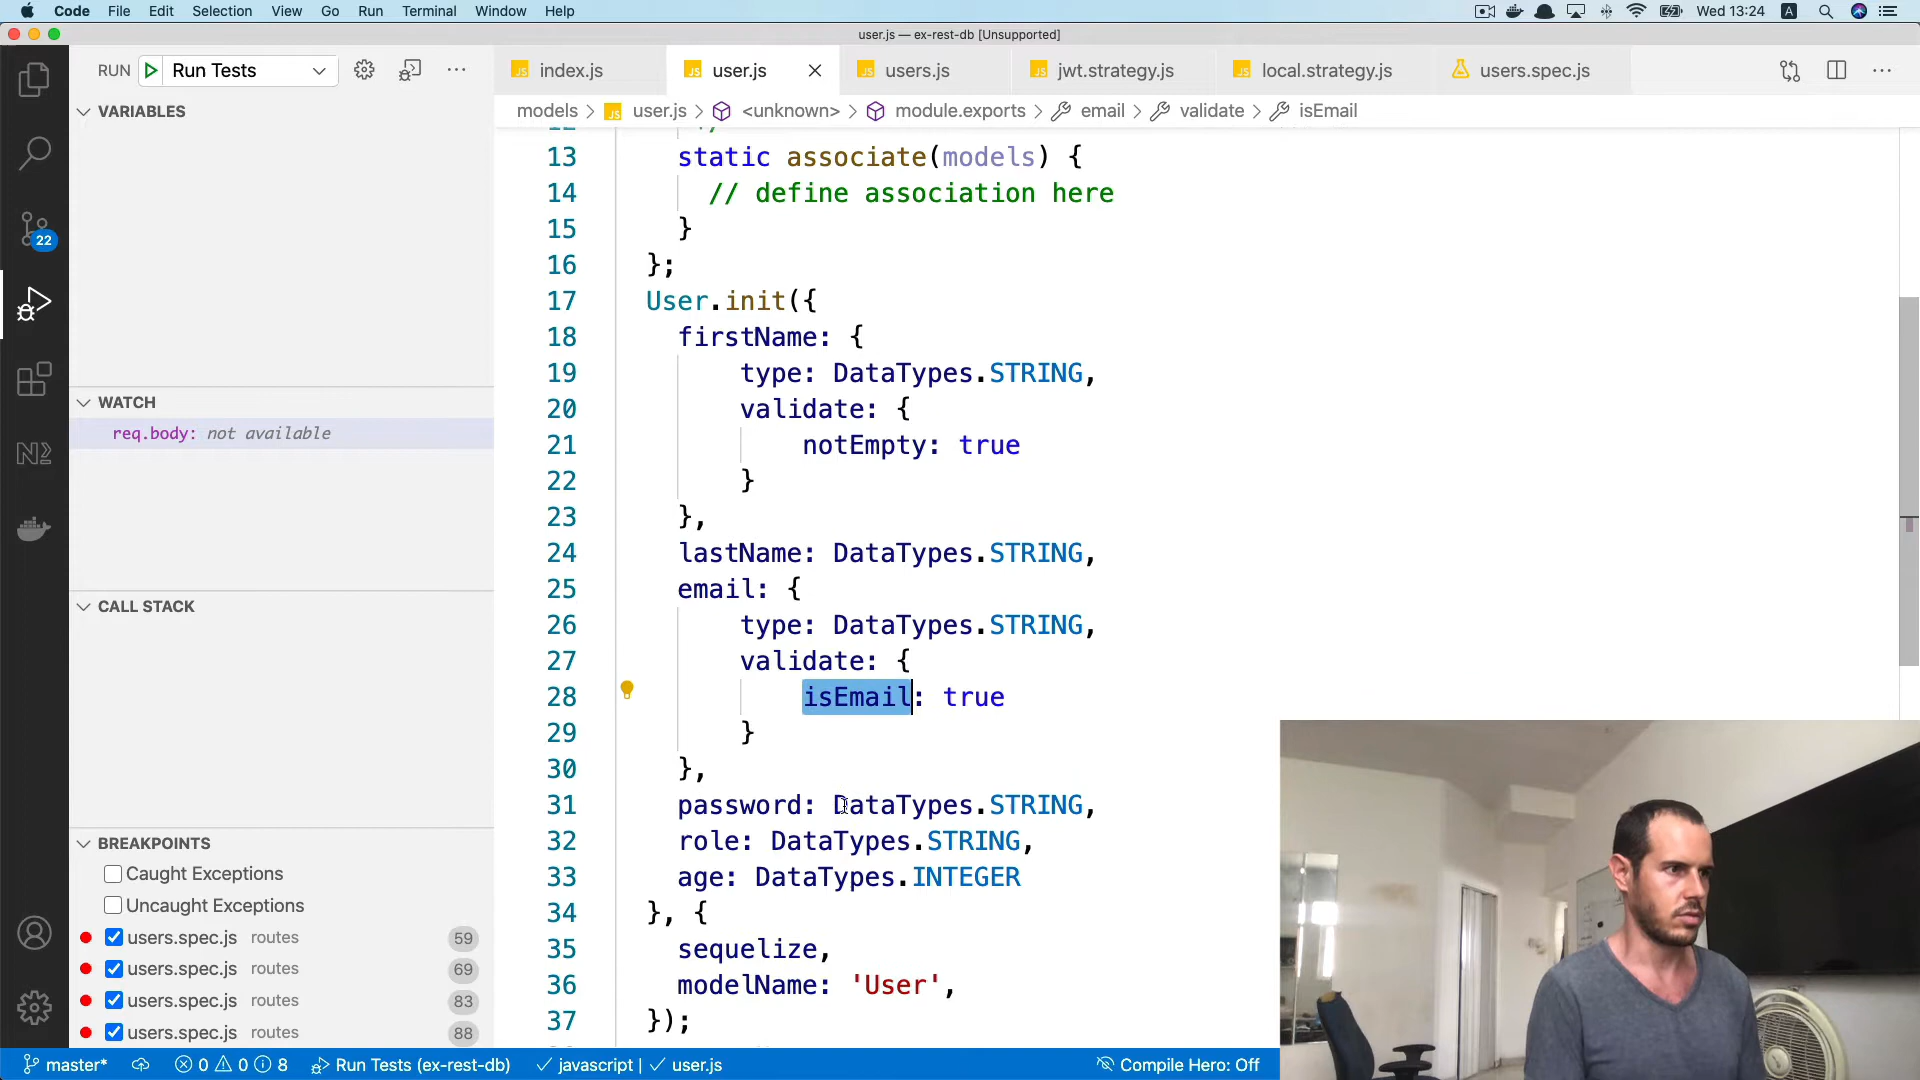 Code File Edit Selection View Go Run Terminal Window Help Wed 13:24 A
user.js — ex-rest-db [Unsupported]
RUN Run Tests
index.js user.js users.js jwt.strategy.js local.strategy.js users.spec.js
models > user.js > <unknown> > module.exports > email > validate > isEmail
VARIABLES
WATCH
req.body: not available
CALL STACK
BREAKPOINTS
Caught Exceptions
Uncaught Exceptions
users.spec.js routes 59
users.spec.js routes 69
users.spec.js routes 83
users.spec.js routes 88
22
13 static associate(models) {
14 // define association here
15 }
16 };
17 User.init({
18 firstName: {
19 type: DataTypes.STRING,
20 validate: {
21 notEmpty: true
22 }
23 },
24 lastName: DataTypes.STRING,
25 email: {
26 type: DataTypes.STRING,
27 validate: {
28 isEmail: true
29 }
30 },
31 password: DataTypes.STRING,
32 role: DataTypes.STRING,
33 age: DataTypes.INTEGER
34 }, {
35 sequelize,
36 modelName: 'User',
37 });
master* 0 0 8 Run Tests (ex-rest-db) javascript | user.js Compile Hero: Off